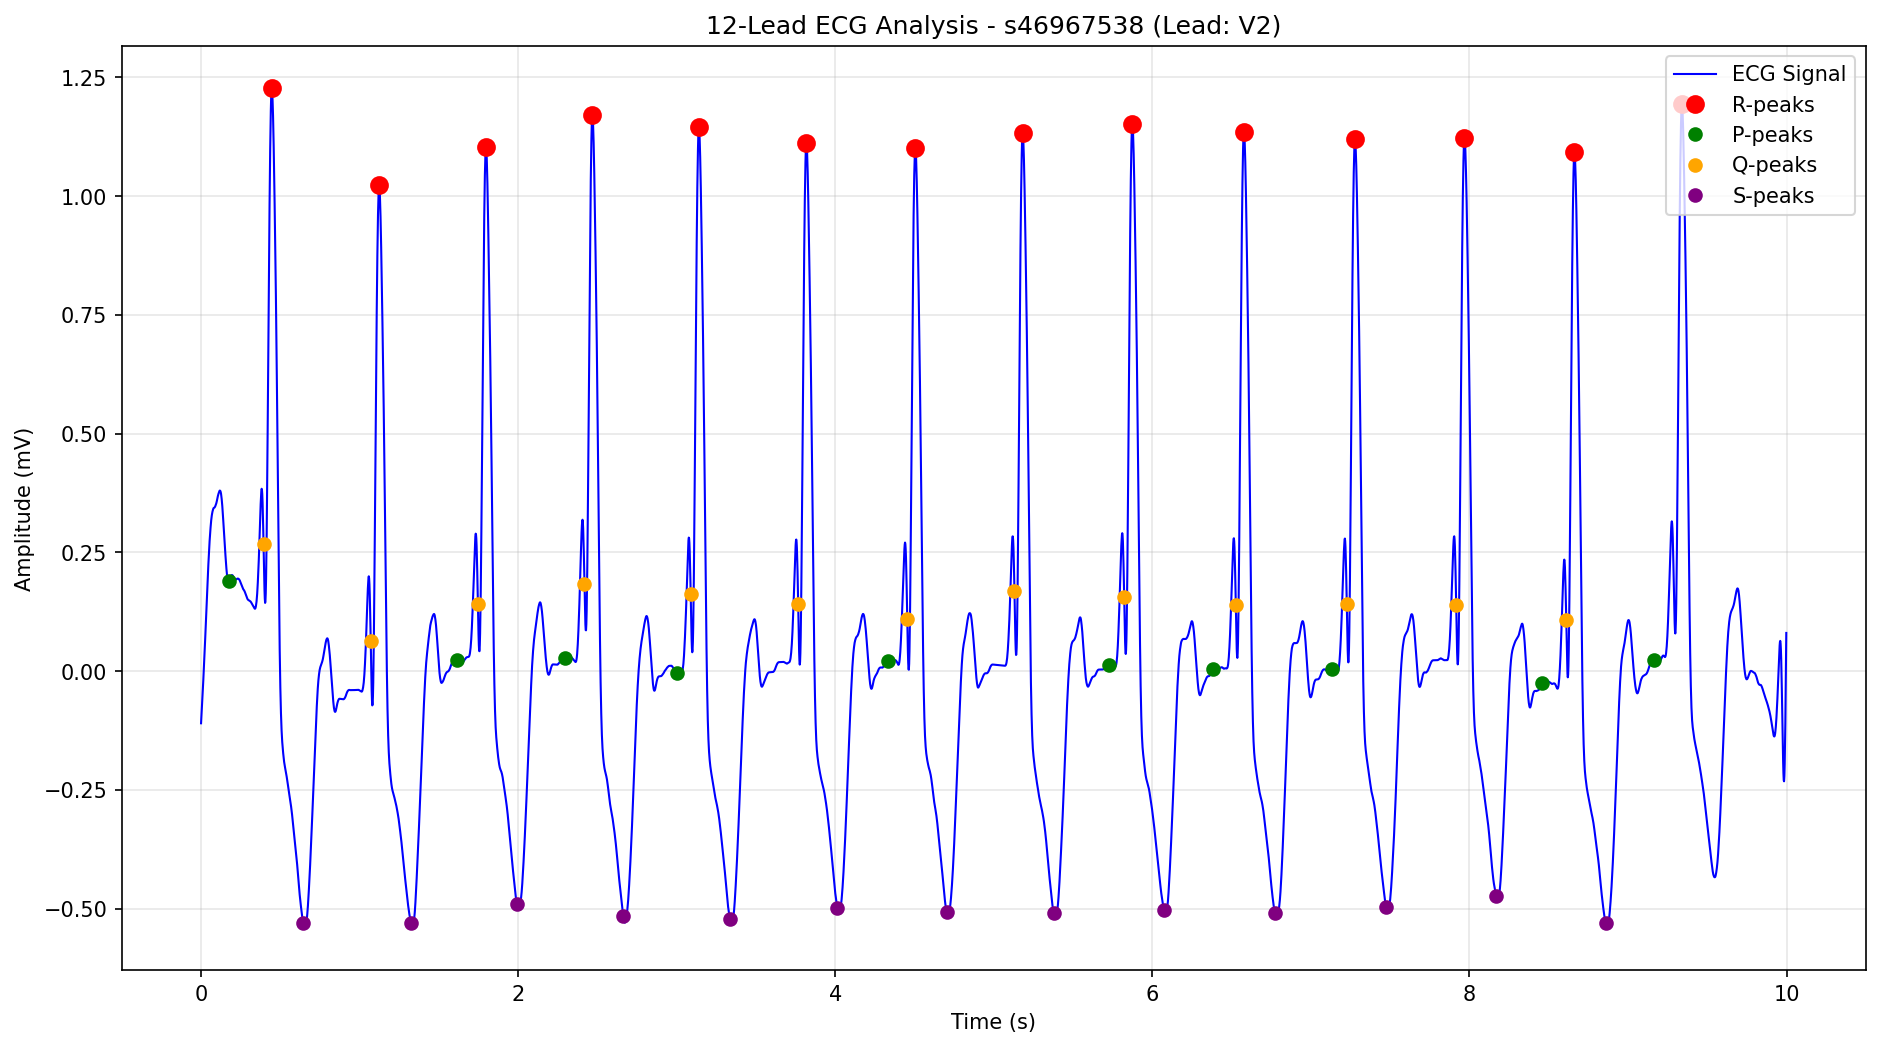 12-Lead ECG Analysis - s46967538 (Lead: V2)
1.25
1.00
0.75
0.50
0.25
0.00
−0.25
−0.50
Amplitude (mV)
ECG Signal
R-peaks
P-peaks
Q-peaks
S-peaks
0 2 4 6 8 10
Time (s)